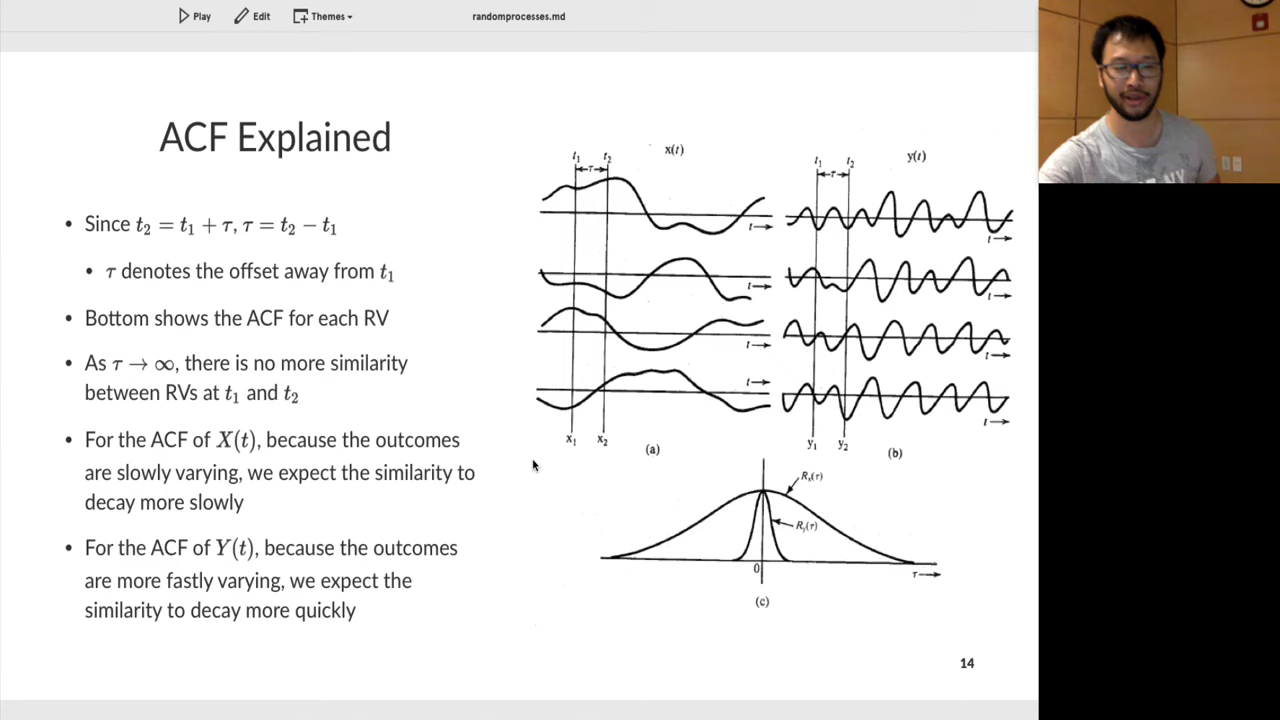 Play Edit Themes randomprocesses.md
ACF Explained
• Since t₂ = t₁ + τ, τ = t₂ − t₁
• τ denotes the offset away from t₁
• Bottom shows the ACF for each RV
• As τ → ∞, there is no more similarity
between RVs at t₁ and t₂
• For the ACF of X(t), because the outcomes
are slowly varying, we expect the similarity to
decay more slowly
• For the ACF of Y(t), because the outcomes
are more fastly varying, we expect the
similarity to decay more quickly
x(t)
t₁ t₂
τ
t
t
t
t
x₁ x₂
(a)
y(t)
t₁ t₂
τ
t
t
t
t
y₁ y₂
(b)
Rₓ(τ)
Rᵧ(τ)
0
τ
(c)
14